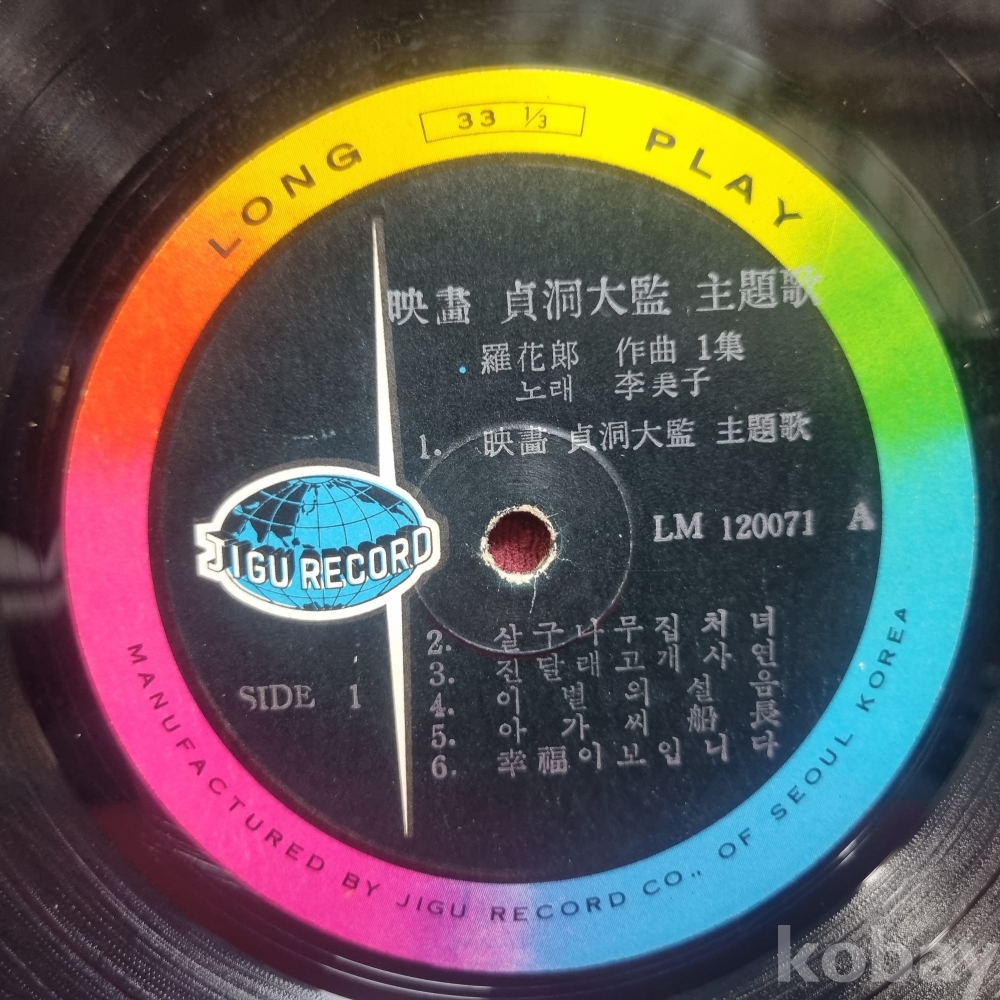 LONG PLAY
33 1/3
映畵 貞洞大監 主題歌
羅花郞 作曲 1集
노래 李美子
1. 映畵 貞洞大監 主題歌
LM 120071 A
JIGU RECORD
2. 살구나무집처녀
3. 진달래고개사연
4. 이별의설음
5. 아가씨船長
6. 幸福이보입니다
SIDE 1
MANUFACTURED BY JIGU RECORD CO., OF SEOUL KOREA
kobay